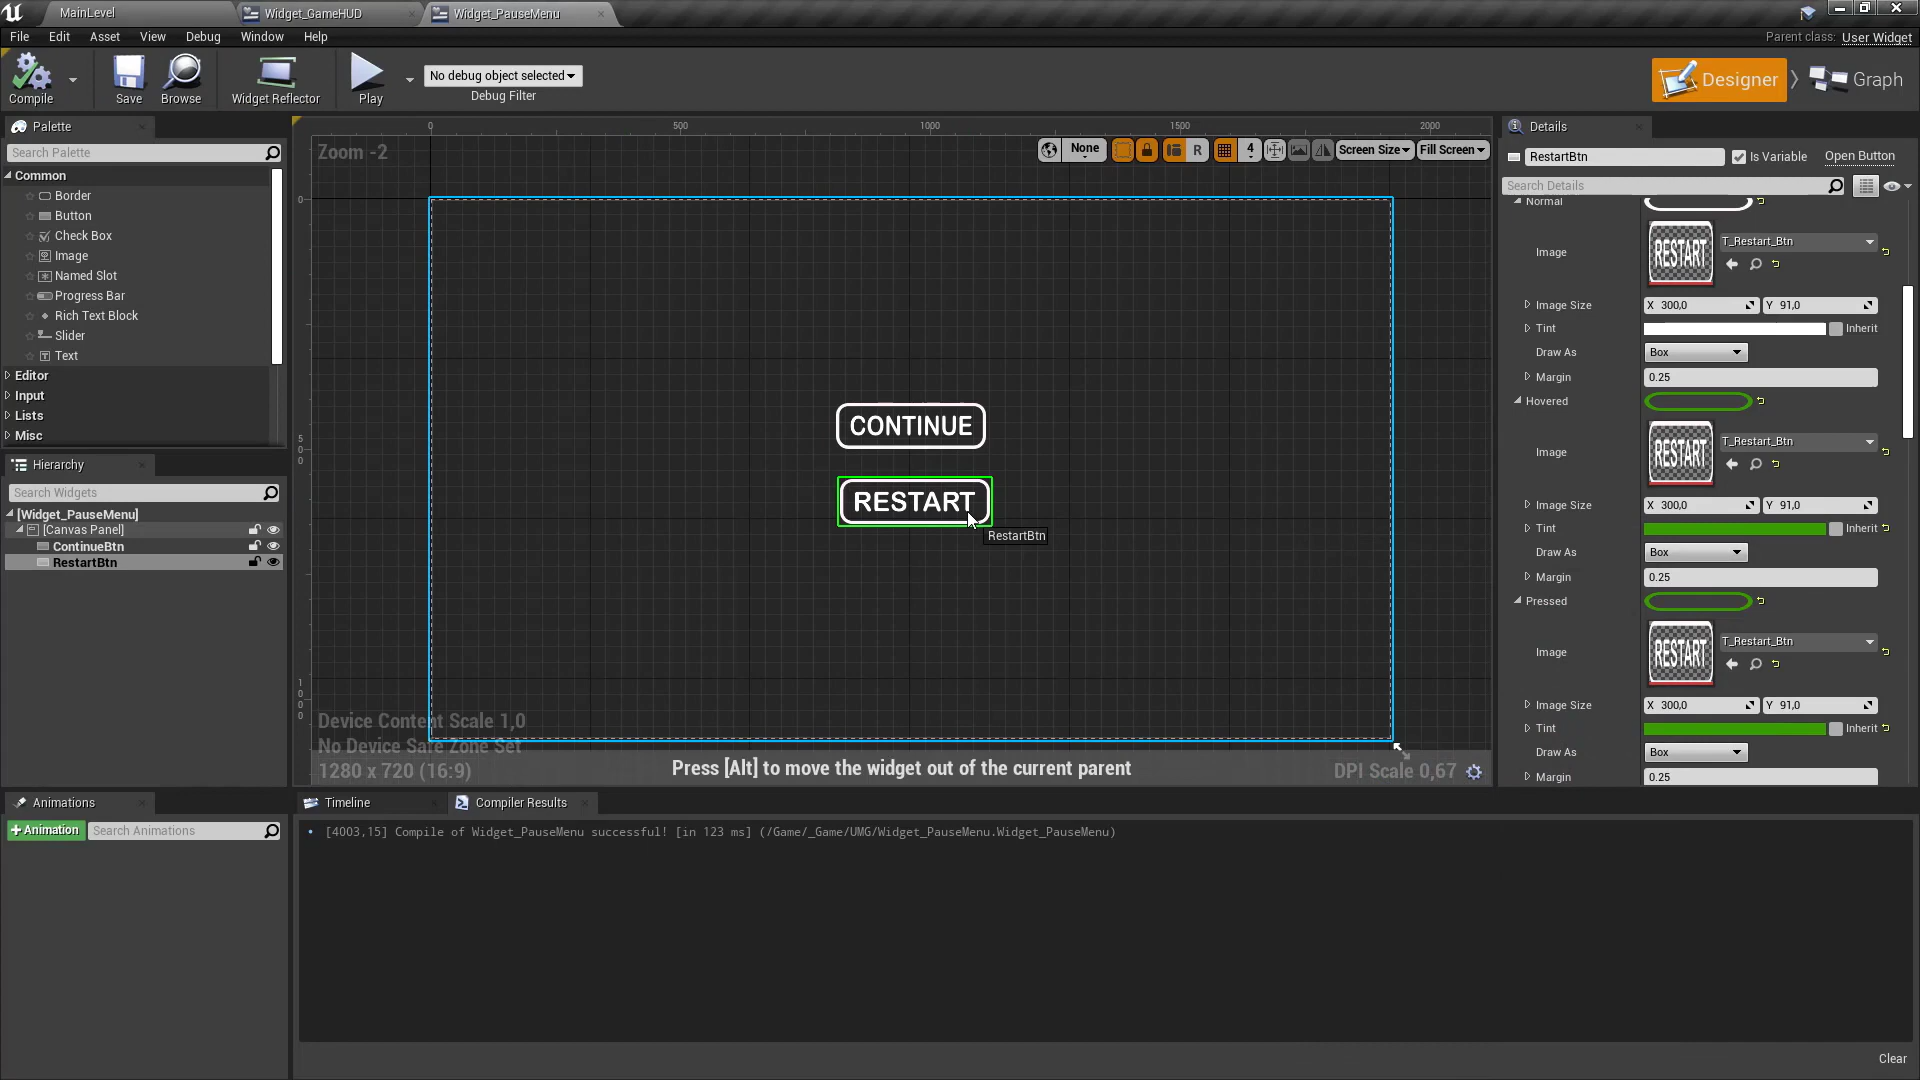 MainLevel
Widget_GameHUD
Widget_PauseMenu
File Edit Asset View Debug Window Help
Parent class: User Widget
Compile
Save
Browse
Widget Reflector
Play
No debug object selected
Debug Filter
Designer
Graph
Palette
Search Palette
Common
Border
Button
Check Box
Image
Named Slot
Progress Bar
Rich Text Block
Slider
Text
Editor
Input
Lists
Misc
Hierarchy
Search Widgets
[Widget_PauseMenu]
[Canvas Panel]
ContinueBtn
RestartBtn
Animations
+Animation
Search Animations
0 500 1000 1500 2000
Zoom -2
None
R
4
Screen Size
Fill Screen
0
500
1000
CONTINUE
RESTART
RestartBtn
Device Content Scale 1,0
No Device Safe Zone Set
1280 x 720 (16:9)
Press [Alt] to move the widget out of the current parent
DPI Scale 0,67
Timeline
Compiler Results
• [4003,15] Compile of Widget_PauseMenu successful! [in 123 ms] (/Game/_Game/UMG/Widget_PauseMenu.Widget_PauseMenu)
Clear
Details
RestartBtn
Is Variable
Open Button
Search Details
Normal
Image
RESTART
T_Restart_Btn
Image Size X 300,0 Y 91,0
Tint Inherit
Draw As Box
Margin 0.25
Hovered
Image
RESTART
T_Restart_Btn
Image Size X 300,0 Y 91,0
Tint Inherit
Draw As Box
Margin 0.25
Pressed
Image
RESTART
T_Restart_Btn
Image Size X 300,0 Y 91,0
Tint Inherit
Draw As Box
Margin 0.25